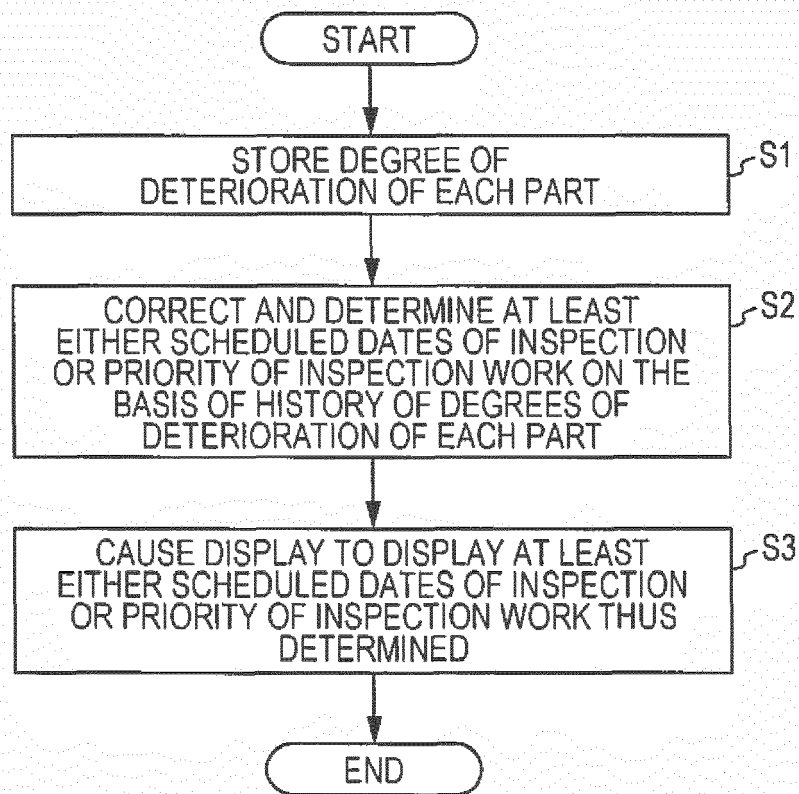 START
STORE DEGREE OF
DETERIORATION OF EACH PART
S1
CORRECT AND DETERMINE AT LEAST
EITHER SCHEDULED DATES OF INSPECTION
OR PRIORITY OF INSPECTION WORK ON THE
BASIS OF HISTORY OF DEGREES OF
DETERIORATION OF EACH PART
S2
CAUSE DISPLAY TO DISPLAY AT LEAST
EITHER SCHEDULED DATES OF INSPECTION
OR PRIORITY OF INSPECTION WORK THUS
DETERMINED
S3
END